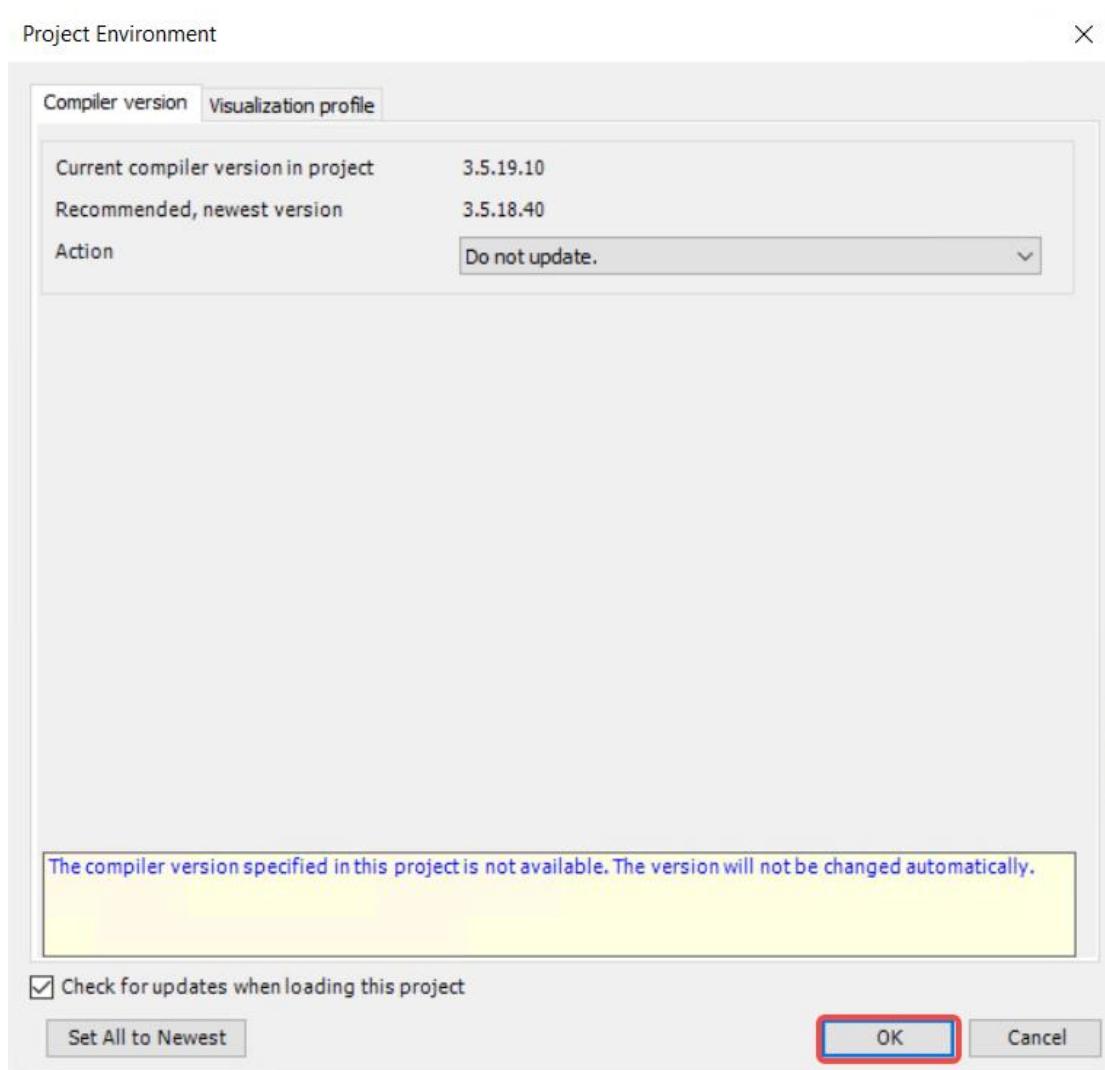 Project Environment
Compiler version
Visualization profile
Current compiler version in project 3.5.19.10
Recommended, newest version 3.5.18.40
Action Do not update.
The compiler version specified in this project is not available. The version will not be changed automatically.
Check for updates when loading this project
Set All to Newest OK Cancel